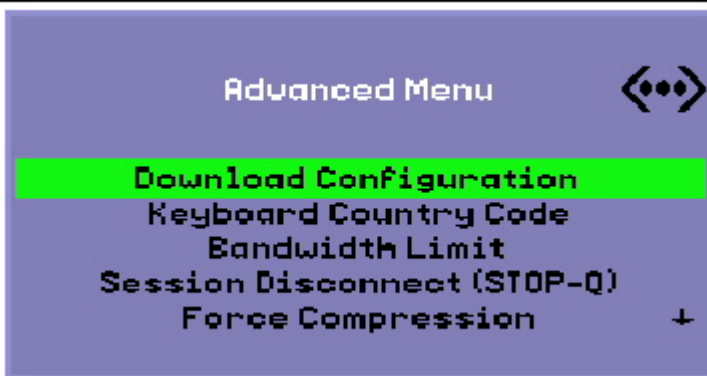 Advanced Menu
Download Configuration
Keyboard Country Code
Bandwidth Limit
Session Disconnect (STOP-Q)
Force Compression